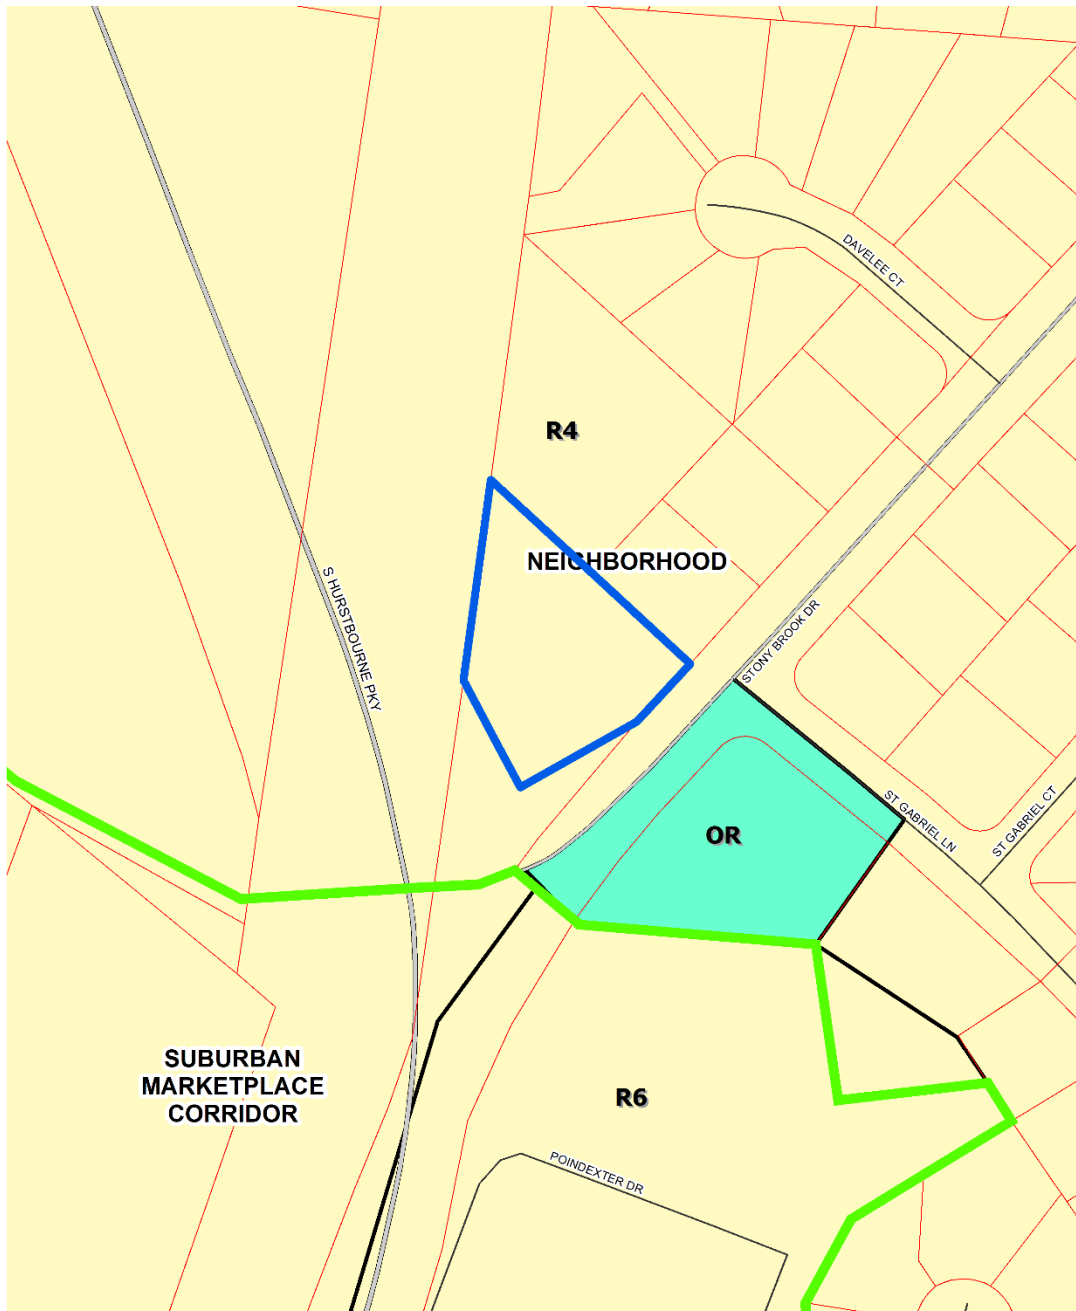 DAVELEE CT
R4
NEIGHBORHOOD
S HURSTBOURNE PKY
STONY BROOK DR
OR
ST GABRIEL LN
ST GABRIEL CT
SUBURBAN
MARKETPLACE
CORRIDOR
R6
POINDEXTER DR